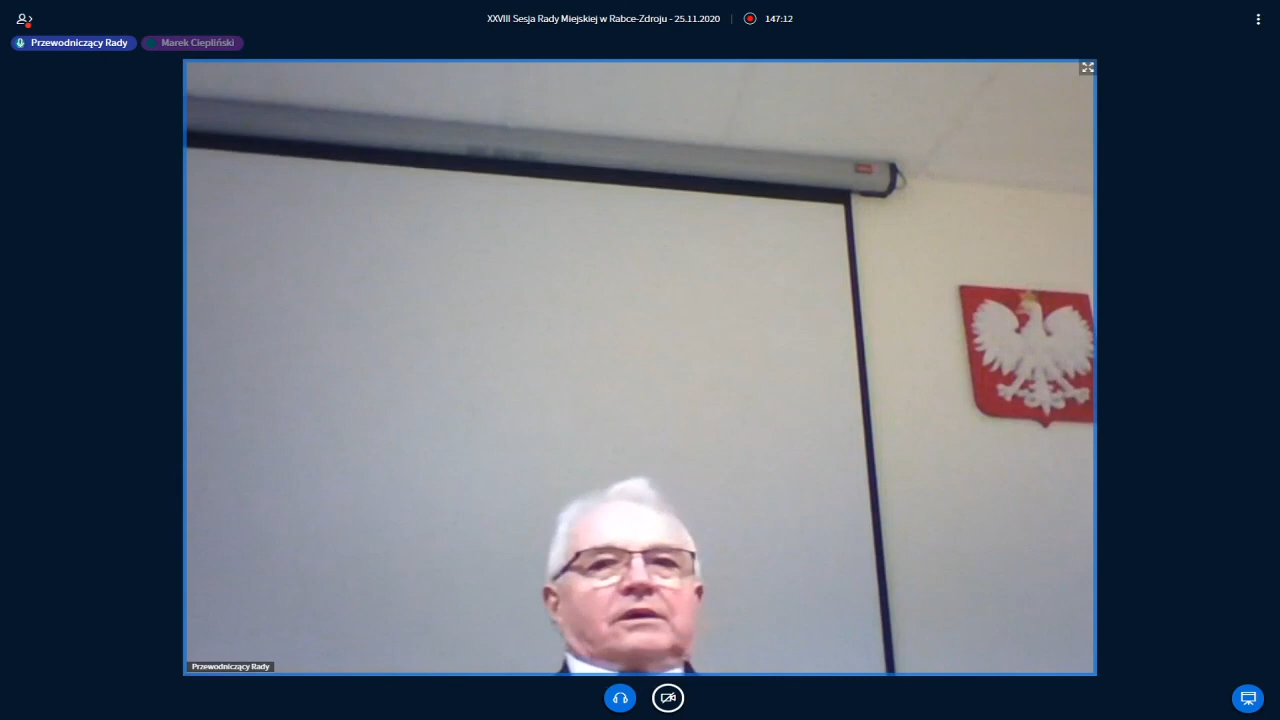 XXVIII Sesja Rady Miejskiej w Rabce-Zdroju - 25.11.2020 | 147:12
Przewodniczący Rady Marek Ciepliński
Przewodniczący Rady